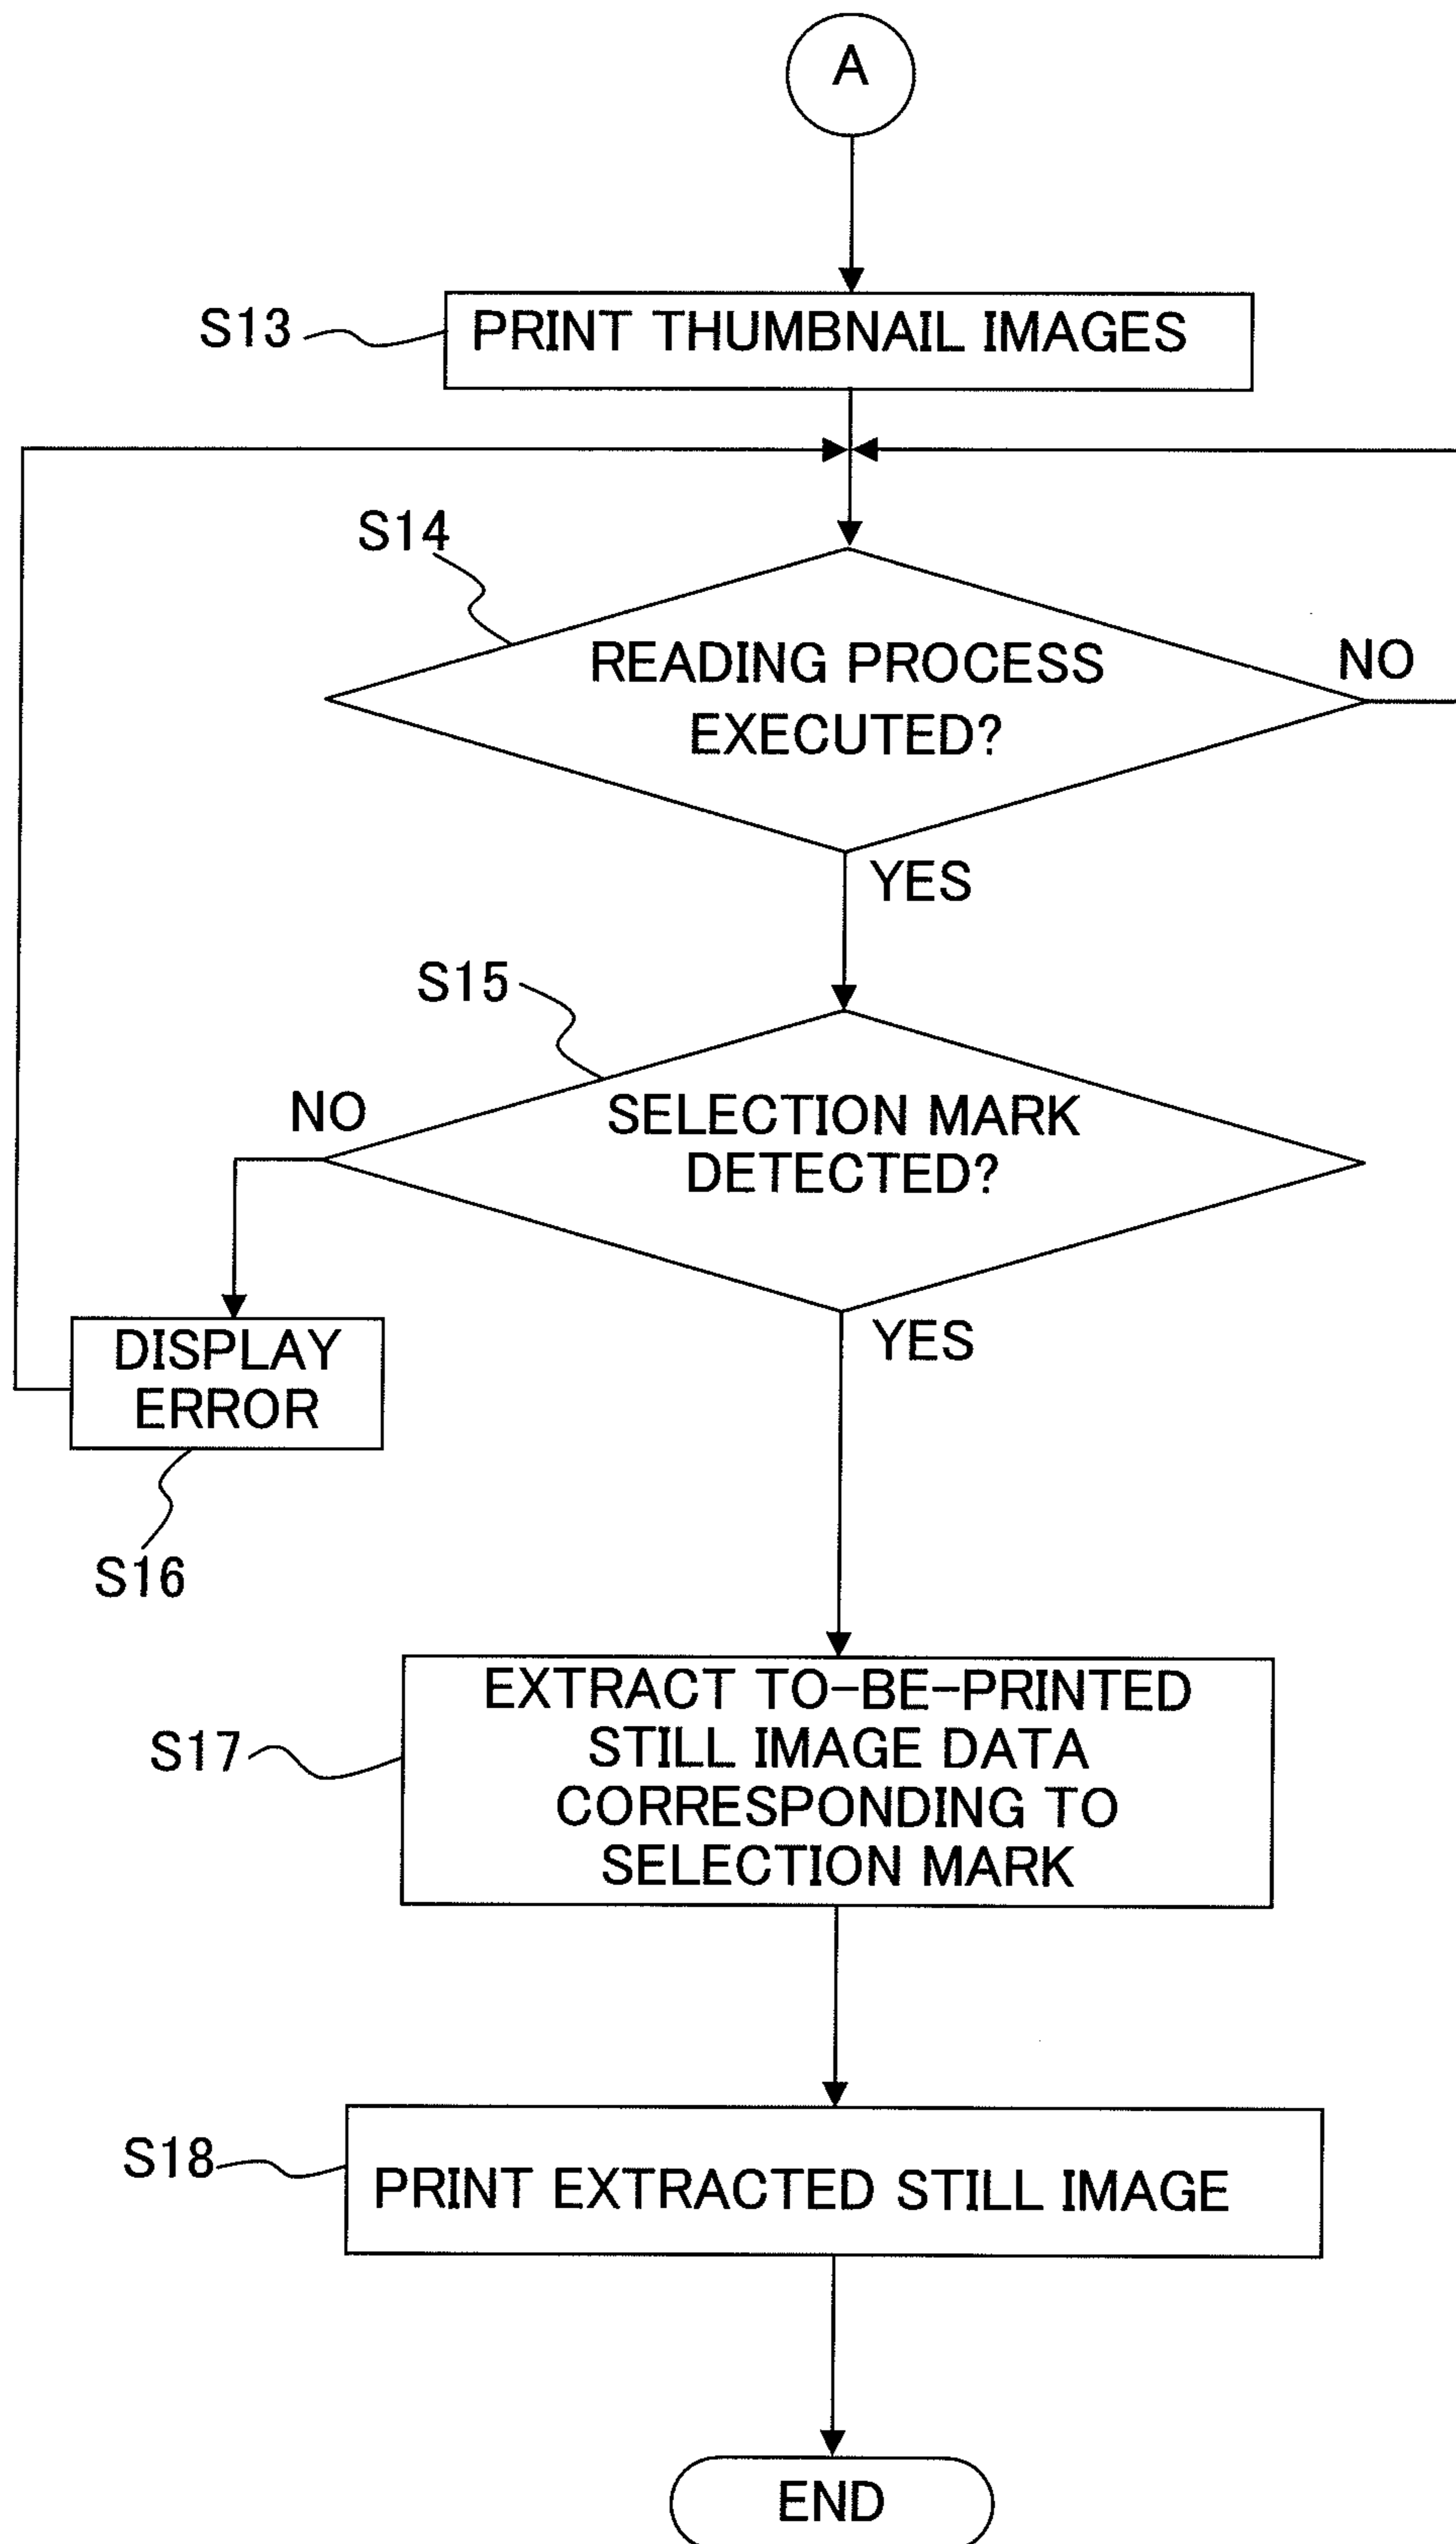 A
S13
PRINT THUMBNAIL IMAGES
S14
READING PROCESS
EXECUTED?
NO
YES
S15
SELECTION MARK
DETECTED?
NO
YES
DISPLAY
ERROR
S16
S17
EXTRACT TO-BE-PRINTED
STILL IMAGE DATA
CORRESPONDING TO
SELECTION MARK
S18
PRINT EXTRACTED STILL IMAGE
END